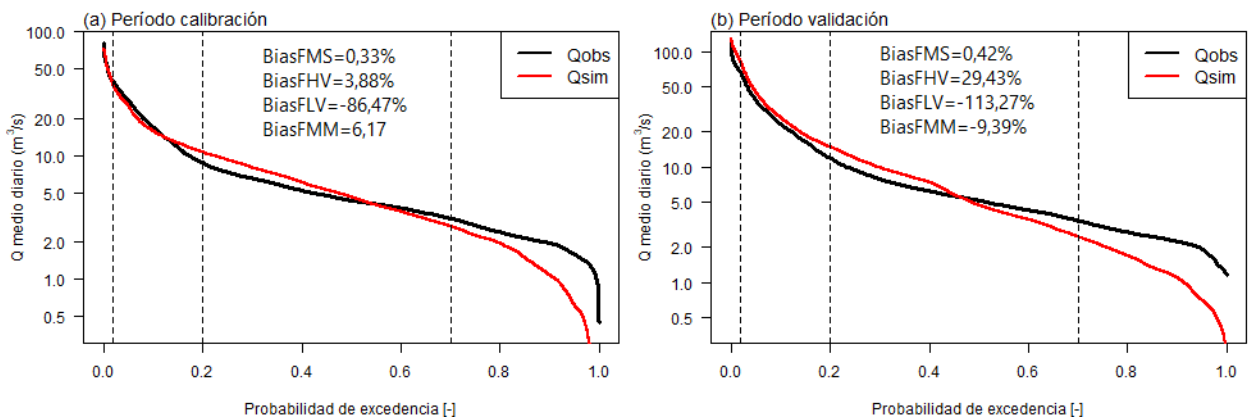 (a) Período calibración
BiasFMS=0,33%
BiasFHV=3,88%
BiasFLV=-86,47%
BiasFMM=6,17
Qobs
Qsim
100.0
50.0
20.0
10.0
5.0
2.0
1.0
0.5
Q medio diario (m³/s)
0.0 0.2 0.4 0.6 0.8 1.0
Probabilidad de excedencia [-]
(b) Período validación
BiasFMS=0,42%
BiasFHV=29,43%
BiasFLV=-113,27%
BiasFMM=-9,39%
Qobs
Qsim
100.0
50.0
20.0
10.0
5.0
2.0
1.0
0.5
Q medio diario (m³/s)
0.0 0.2 0.4 0.6 0.8 1.0
Probabilidad de excedencia [-]